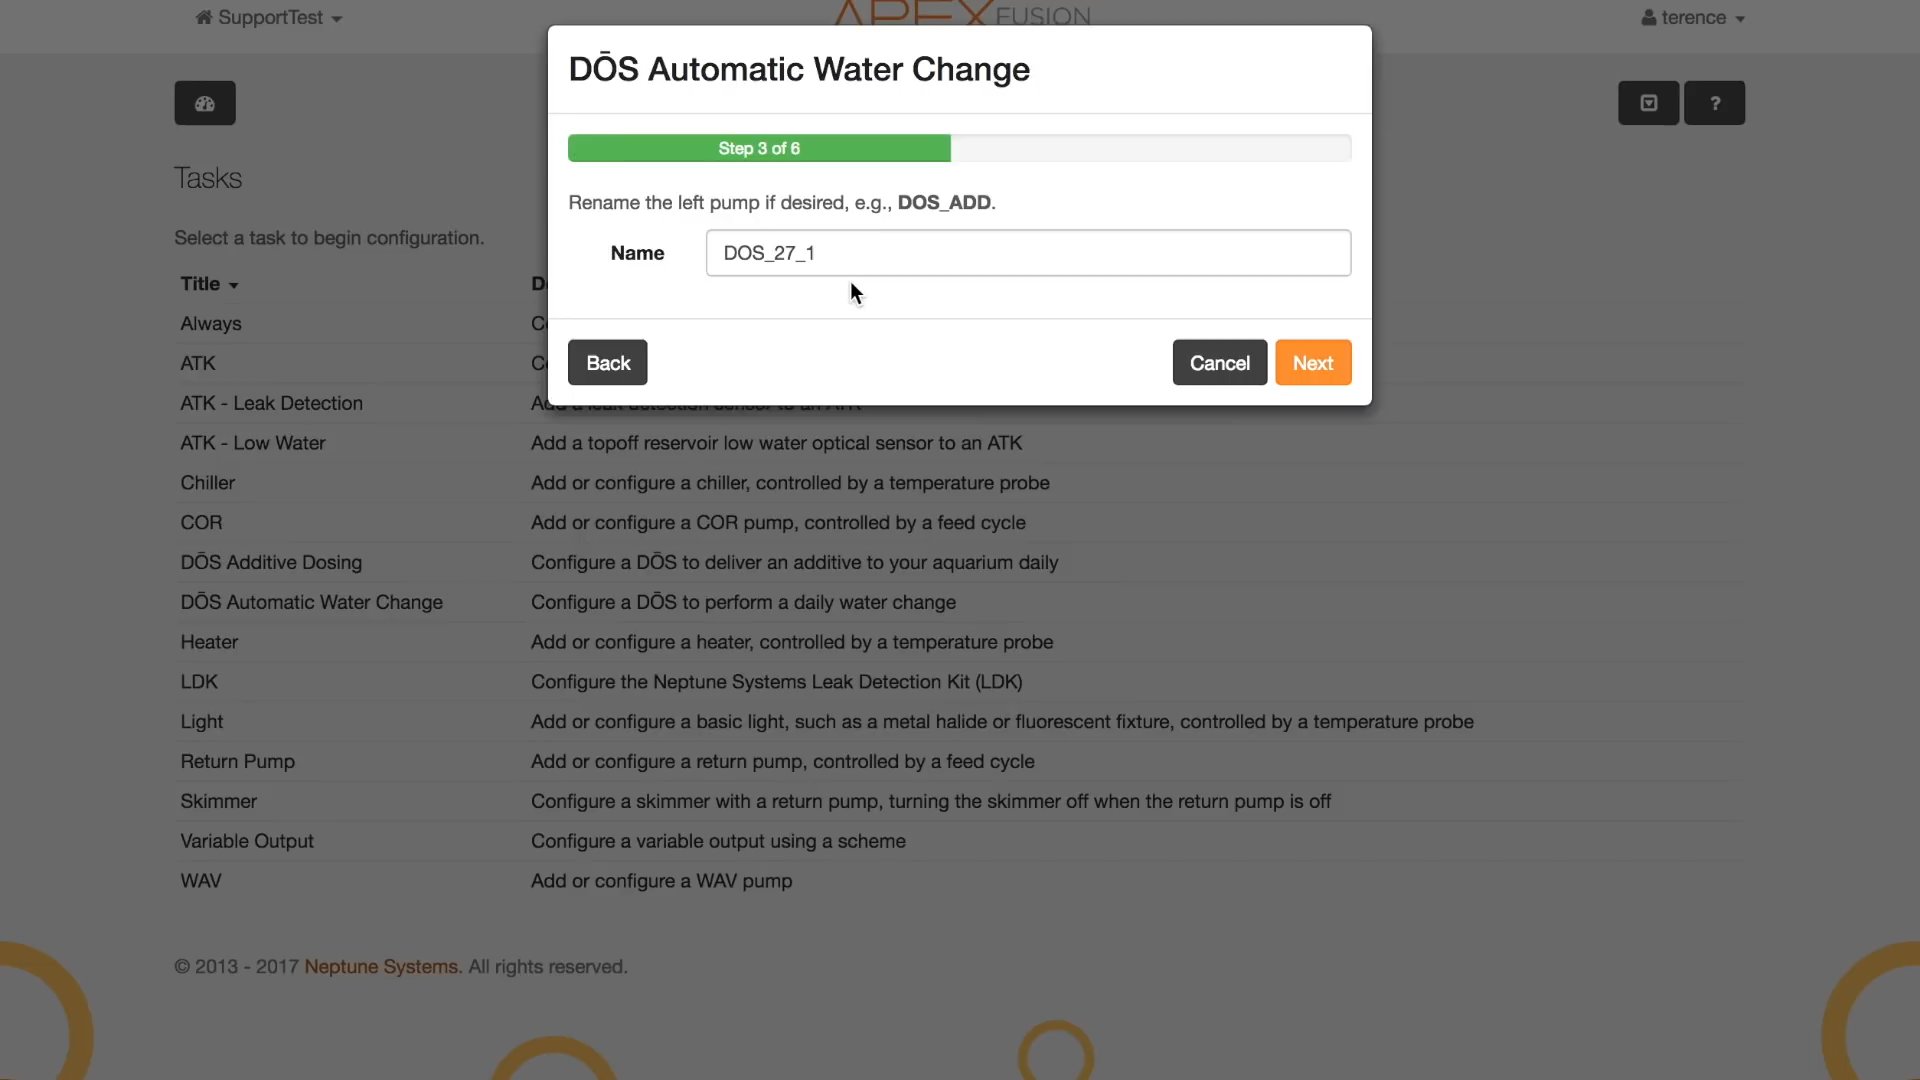 SupportTest
APEX FUSION
terence
DŌS Automatic Water Change
?
Step 3 of 6
Tasks
Rename the left pump if desired, e.g., DOS_ADD.
Select a task to begin configuration.
Name DOS_27_1
Title
Always
Back Cancel Next
ATK
ATK - Leak Detection Add a leak detection sensor to an ATK
ATK - Low Water Add a topoff reservoir low water optical sensor to an ATK
Chiller Add or configure a chiller, controlled by a temperature probe
COR Add or configure a COR pump, controlled by a feed cycle
DŌS Additive Dosing Configure a DŌS to deliver an additive to your aquarium daily
DŌS Automatic Water Change Configure a DŌS to perform a daily water change
Heater Add or configure a heater, controlled by a temperature probe
LDK Configure the Neptune Systems Leak Detection Kit (LDK)
Light Add or configure a basic light, such as a metal halide or fluorescent fixture, controlled by a temperature probe
Return Pump Add or configure a return pump, controlled by a feed cycle
Skimmer Configure a skimmer with a return pump, turning the skimmer off when the return pump is off
Variable Output Configure a variable output using a scheme
WAV Add or configure a WAV pump
© 2013 - 2017 Neptune Systems. All rights reserved.